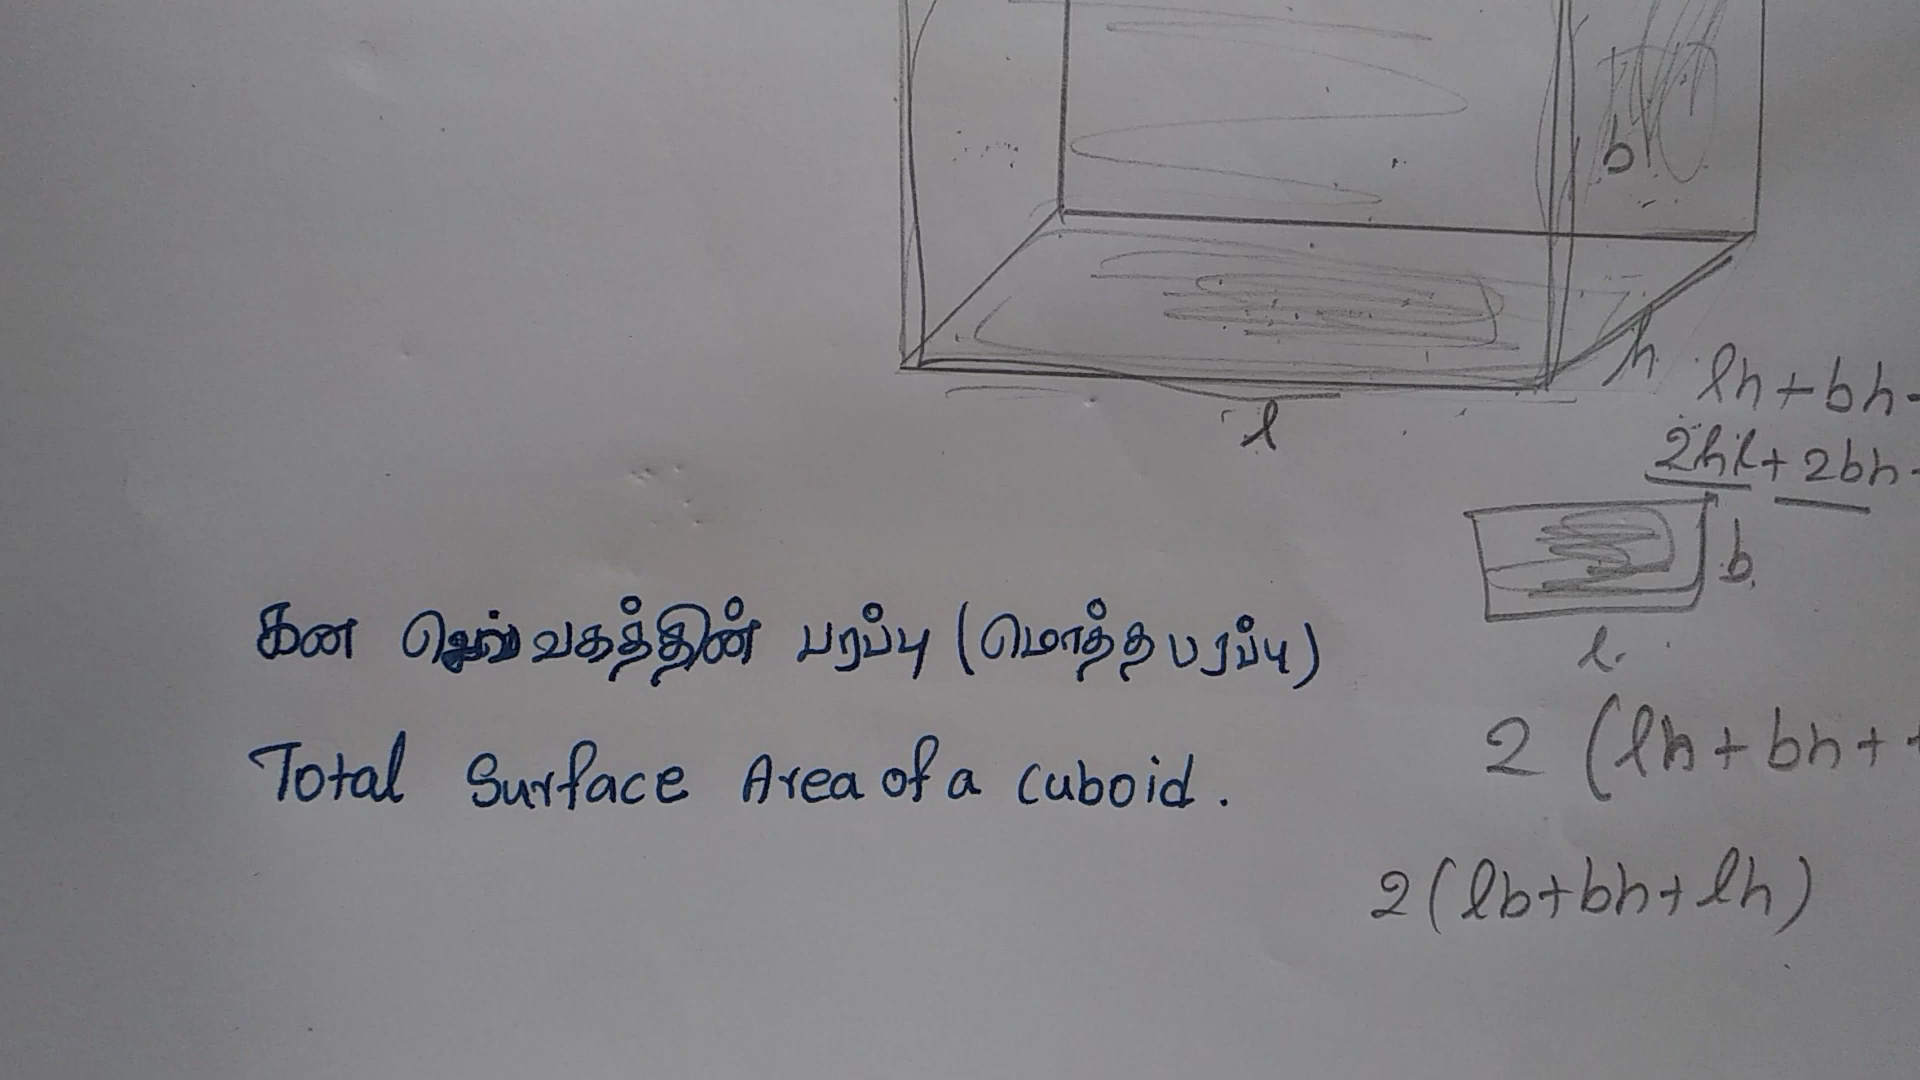 b
h
lh + bh
l
2hl + 2bh
b
l
கன செவ்வகத்தின் பரப்பு (மொத்த பரப்பு)
2 (lh + bh +
Total Surface Area of a Cuboid.
2 (lb + bh + lh)